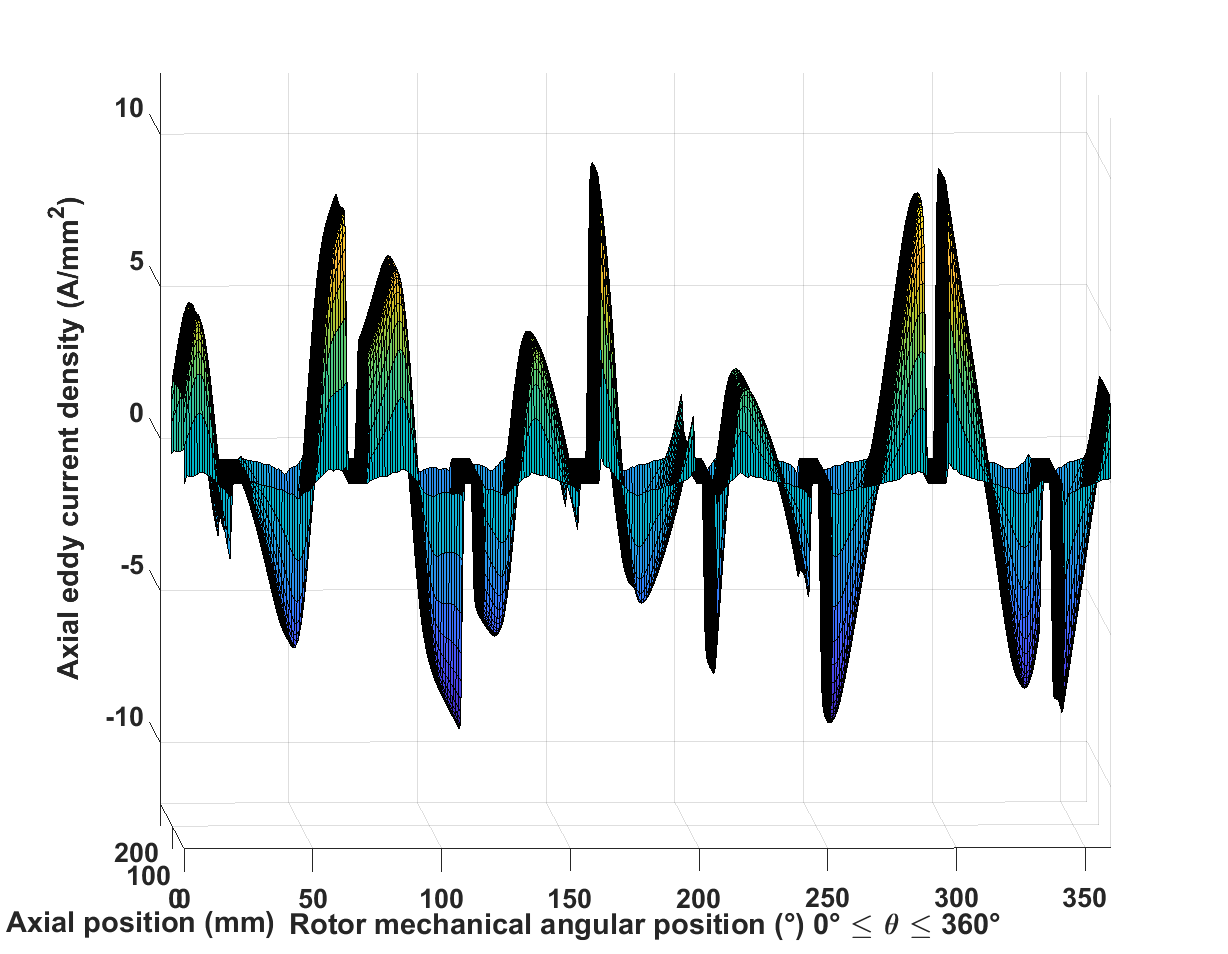 10
5
0
-5
-10
Axial eddy current density (A/mm²)
200
100
0
0 50 100 150 200 250 300 350
Axial position (mm)
Rotor mechanical angular position (°) 0° ≤ θ ≤ 360°